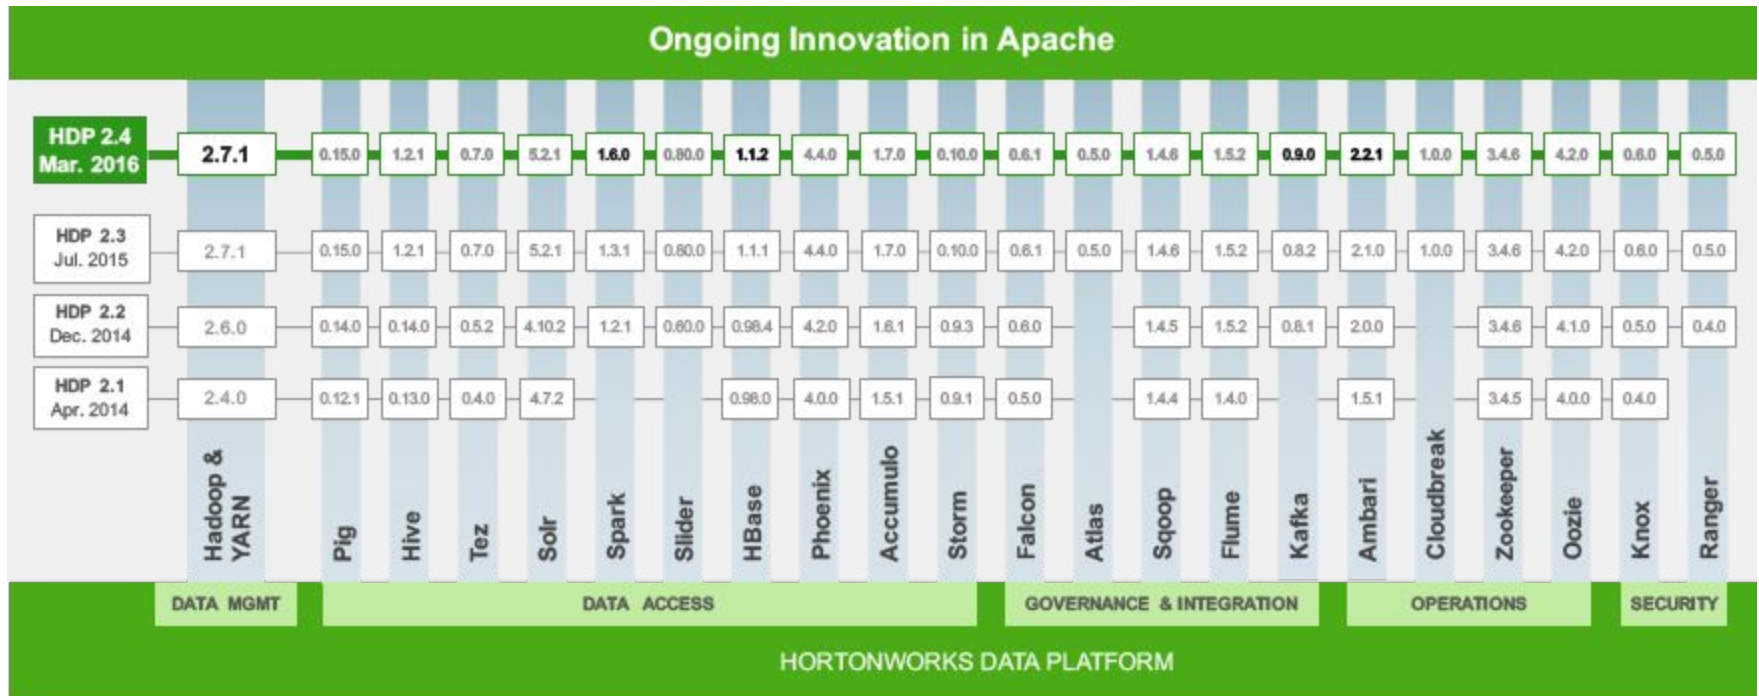 Ongoing Innovation in Apache
HDP 2.4
Mar. 2016
2.7.1 0.15.0 1.2.1 0.7.0 5.2.1 1.6.0 0.80.0 1.1.2 4.4.0 1.7.0 0.10.0 0.6.1 0.5.0 1.4.6 1.5.2 0.9.0 2.2.1 1.0.0 3.4.6 4.2.0 0.6.0 0.5.0
HDP 2.3
Jul. 2015
2.7.1 0.15.0 1.2.1 0.7.0 5.2.1 1.3.1 0.80.0 1.1.1 4.4.0 1.7.0 0.10.0 0.6.1 0.5.0 1.4.6 1.5.2 0.8.2 2.1.0 1.0.0 3.4.6 4.2.0 0.6.0 0.5.0
HDP 2.2
Dec. 2014
2.6.0 0.14.0 0.14.0 0.5.2 4.10.2 1.2.1 0.60.0 0.98.4 4.2.0 1.6.1 0.9.3 0.6.0 1.4.5 1.5.2 0.8.1 2.0.0 3.4.6 4.1.0 0.5.0 0.4.0
HDP 2.1
Apr. 2014
2.4.0 0.12.1 0.13.0 0.4.0 4.7.2 0.98.0 4.0.0 1.5.1 0.9.1 0.5.0 1.4.4 1.4.0 1.5.1 3.4.5 4.0.0 0.4.0
Hadoop &
YARN
Pig
Hive
Tez
Solr
Spark
Slider
HBase
Phoenix
Accumulo
Storm
Falcon
Atlas
Sqoop
Flume
Kafka
Ambari
Cloudbreak
Zookeeper
Oozie
Knox
Ranger
DATA MGMT
DATA ACCESS
GOVERNANCE & INTEGRATION
OPERATIONS
SECURITY
HORTONWORKS DATA PLATFORM